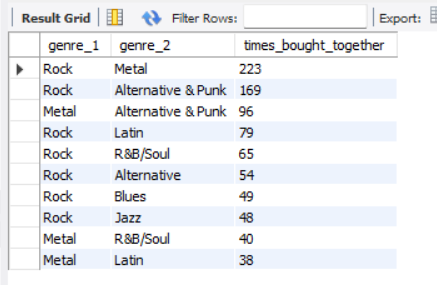 Result Grid Filter Rows: Export:
genre_1 genre_2 times_bought_together
Rock Metal 223
Rock Alternative & Punk 169
Metal Alternative & Punk 96
Rock Latin 79
Rock R&B/Soul 65
Rock Alternative 54
Rock Blues 49
Rock Jazz 48
Metal R&B/Soul 40
Metal Latin 38